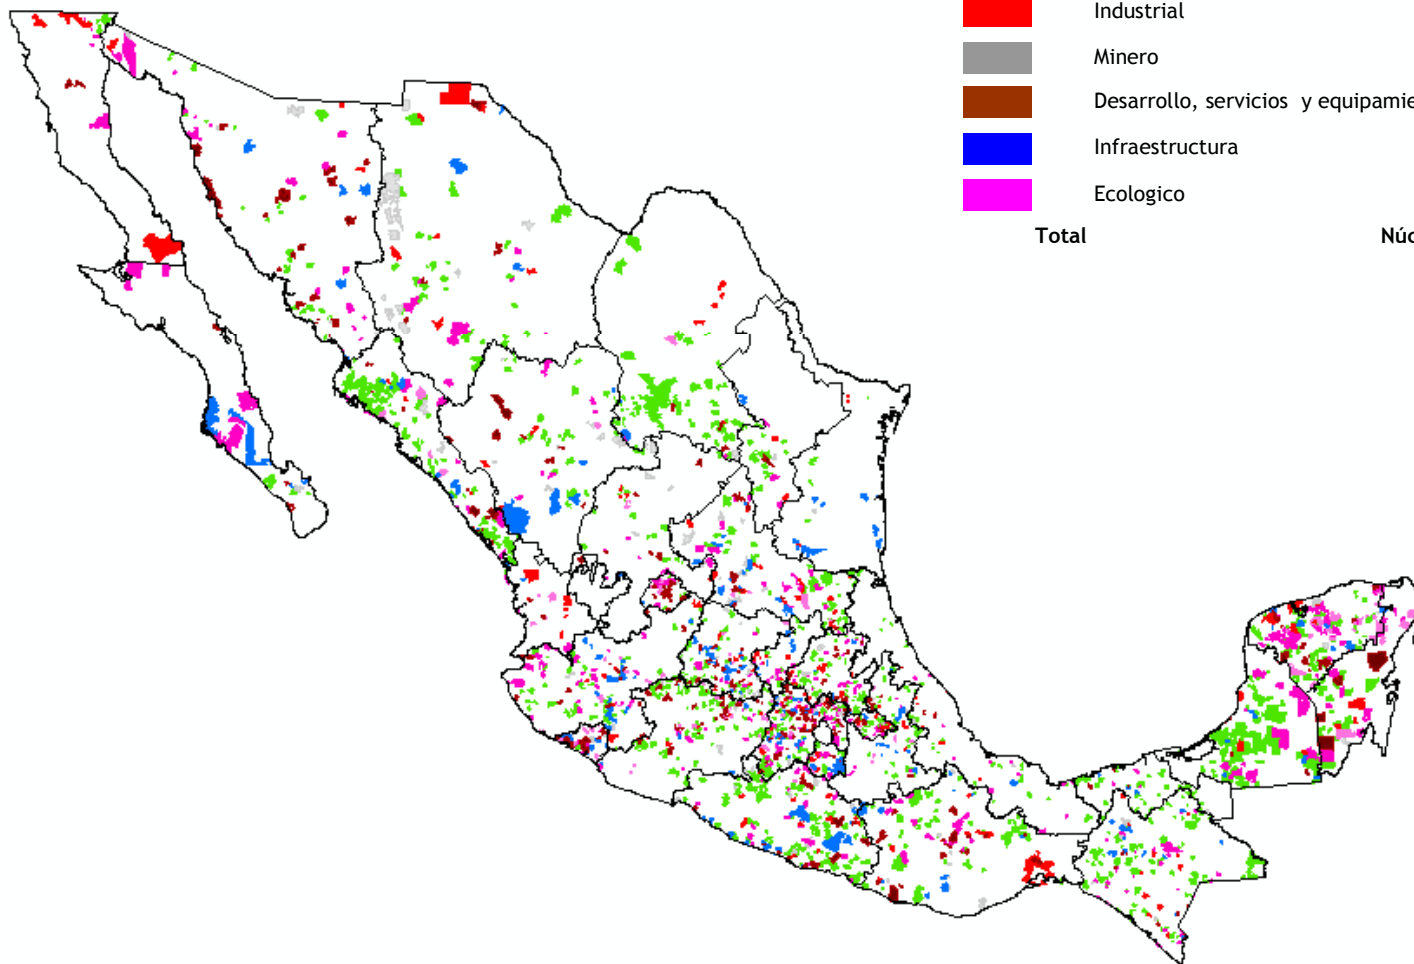 Industrial
Minero
Desarrollo, servicios y equipamie
Infraestructura
Ecologico
Total Núc